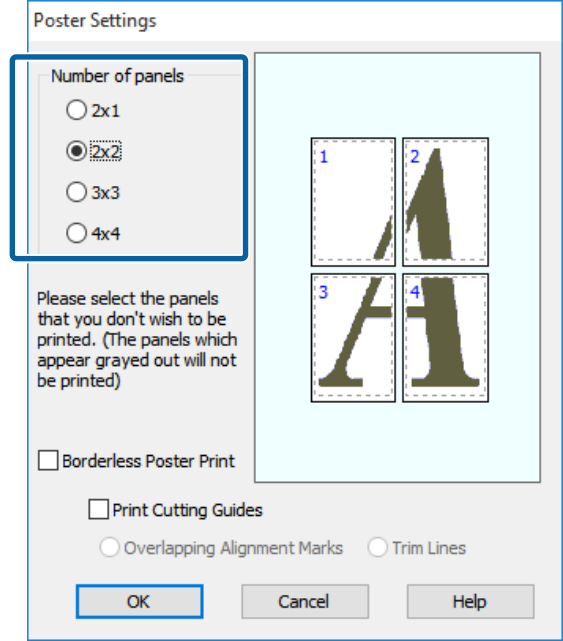 Poster Settings
Number of panels
2x1
2x2
3x3
4x4
1
2
3
4
Please select the panels
that you don't wish to be
printed. (The panels which
appear grayed out will not
be printed)
Borderless Poster Print
Print Cutting Guides
Overlapping Alignment Marks
Trim Lines
OK
Cancel
Help